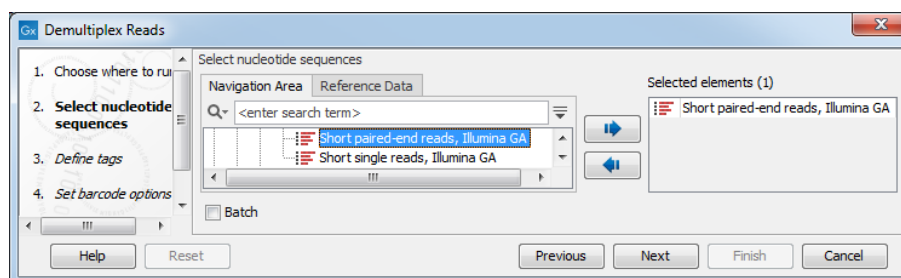 Gx Demultiplex Reads
1. Choose where to rur
2. Select nucleotide
sequences
3. Define tags
4. Set barcode options
Select nucleotide sequences
Navigation Area Reference Data
<enter search term>
Short paired-end reads, Illumina GA
Short single reads, Illumina GA
Batch
Selected elements (1)
Short paired-end reads, Illumina GA
Help Reset Previous Next Finish Cancel